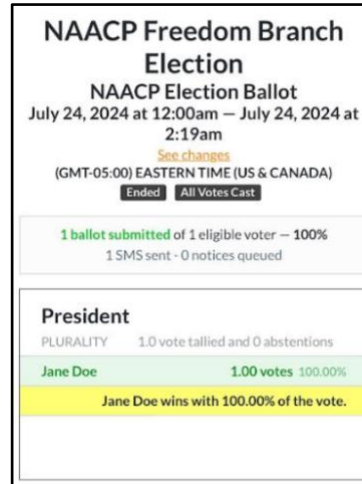 NAACP Freedom Branch
Election
NAACP Election Ballot
July 24, 2024 at 12:00am — July 24, 2024 at
2:19am
See changes
(GMT-05:00) EASTERN TIME (US & CANADA)
Ended All Votes Cast
1 ballot submitted of 1 eligible voter — 100%
1 SMS sent - 0 notices queued
President
PLURALITY 1.0 vote tallied and 0 abstentions
Jane Doe 1.00 votes 100.00%
Jane Doe wins with 100.00% of the vote.